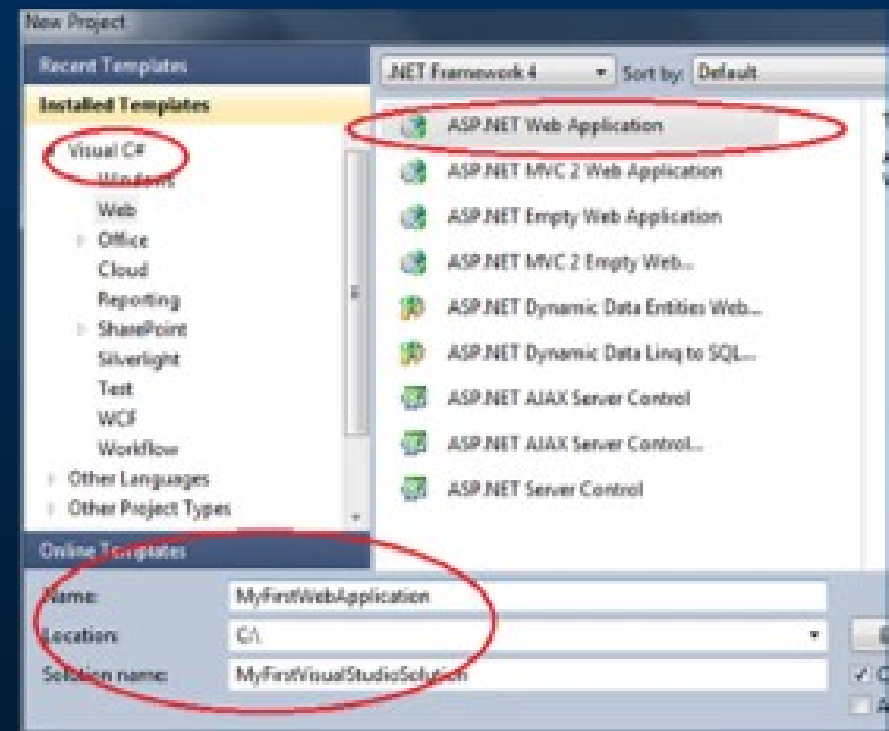 New Project
Recent Templates
Installed Templates
Visual C#
Windows
Web
Office
Cloud
Reporting
SharePoint
Silverlight
Test
WCF
Workflow
Other Languages
Other Project Types
Online Templates
.NET Framework 4
Sort by: Default
ASP.NET Web Application
ASP.NET MVC 2 Web Application
ASP.NET Empty Web Application
ASP.NET MVC 2 Empty Web...
ASP.NET Dynamic Data Entities Web...
ASP.NET Dynamic Data Linq to SQL...
ASP.NET AJAX Server Control
ASP.NET AJAX Server Control...
ASP.NET Server Control
Name: MyFirstWebApplication
Location: C:\
Solution name: MyFirstVisualStudioSolution